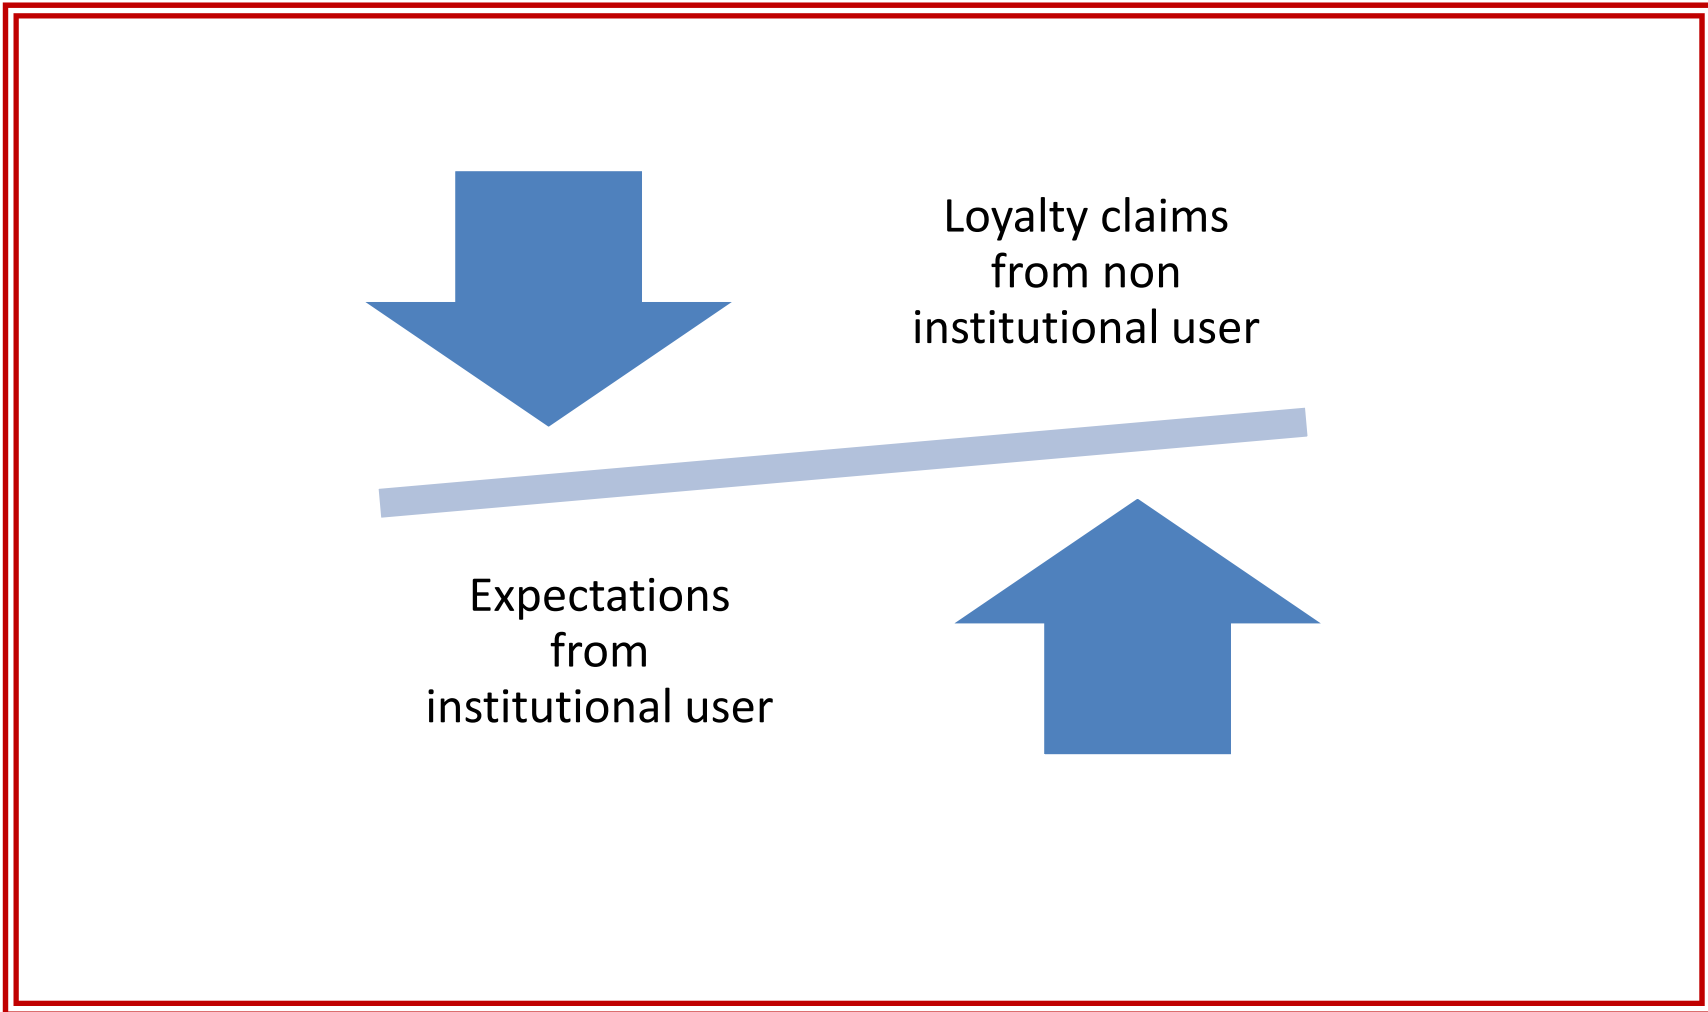 Loyalty claims
from non
institutional user
Expectations
from
institutional user